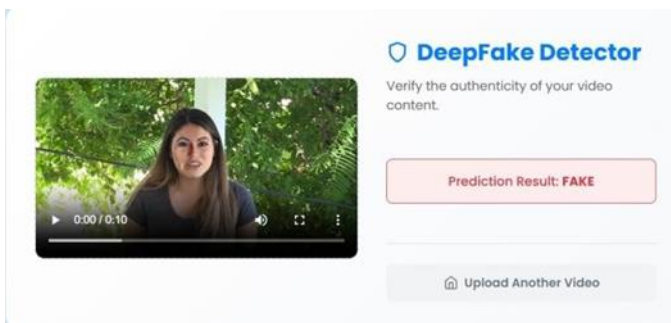 DeepFake Detector
Verify the authenticity of your video
content.
0:00 / 0:10
Prediction Result: FAKE
Upload Another Video